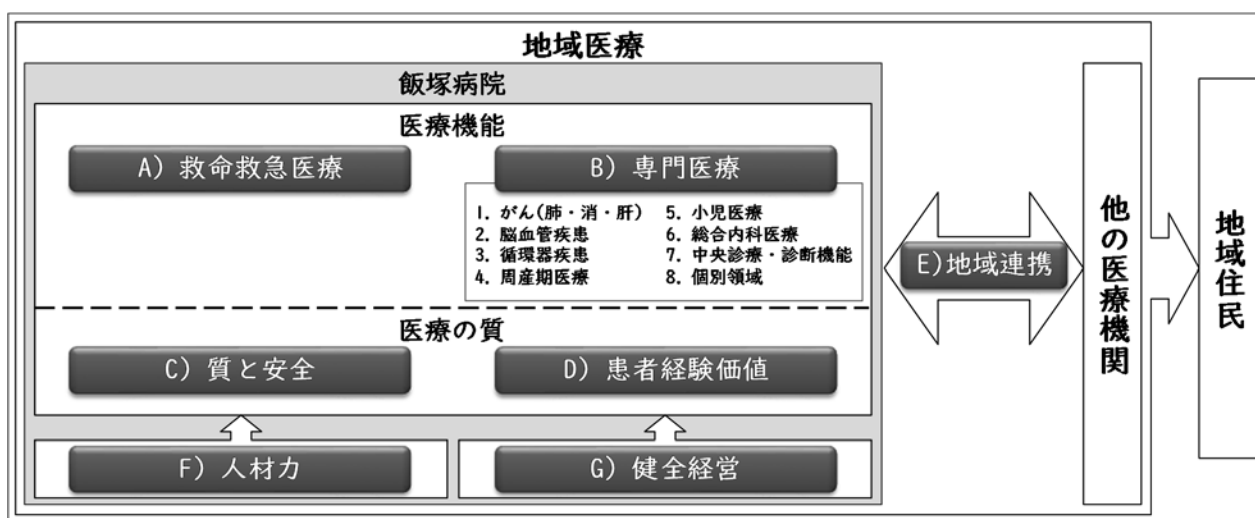 地域医療
飯塚病院
医療機能
A) 救命救急医療
B) 専門医療
1. がん(肺・消・肝)
2. 脳血管疾患
3. 循環器疾患
4. 周産期医療
5. 小児医療
6. 総合内科医療
7. 中央診療・診断機能
8. 個別領域
医療の質
C) 質と安全
D) 患者経験価値
F) 人材力
G) 健全経営
E)地域連携
他の医療機関
地域住民